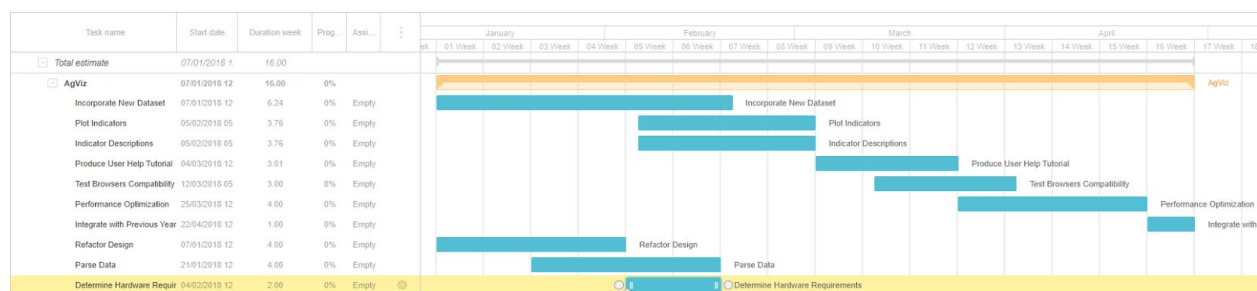 Task name Start date Duration week Prog... Assi... January February March April
ek 01 Week 02 Week 03 Week 04 Week 05 Week 06 Week 07 Week 08 Week 09 Week 10 Week 11 Week 12 Week 13 Week 14 Week 15 Week 16 Week 17 Week 18
Total estimate 07/01/2018 1. 16.00
AgViz 07/01/2018 12 16.00 0% AgViz
Incorporate New Dataset 07/01/2018 12 6.24 0% Empty Incorporate New Dataset
Plot Indicators 05/02/2018 05 3.76 0% Empty Plot Indicators
Indicator Descriptions 05/02/2018 05 3.76 0% Empty Indicator Descriptions
Produce User Help Tutorial 04/03/2018 12 3.01 0% Empty Produce User Help Tutorial
Test Browsers Compatibility 12/03/2018 05 3.00 0% Empty Test Browsers Compatibility
Performance Optimization 25/03/2018 12 4.00 0% Empty Performance Optimization
Integrate with Previous Year 22/04/2018 12 1.00 0% Empty Integrate with
Refactor Design 07/01/2018 12 4.00 0% Empty Refactor Design
Parse Data 21/01/2018 12 4.00 0% Empty Parse Data
Determine Hardware Requir 04/02/2018 12 2.00 0% Empty Determine Hardware Requirements